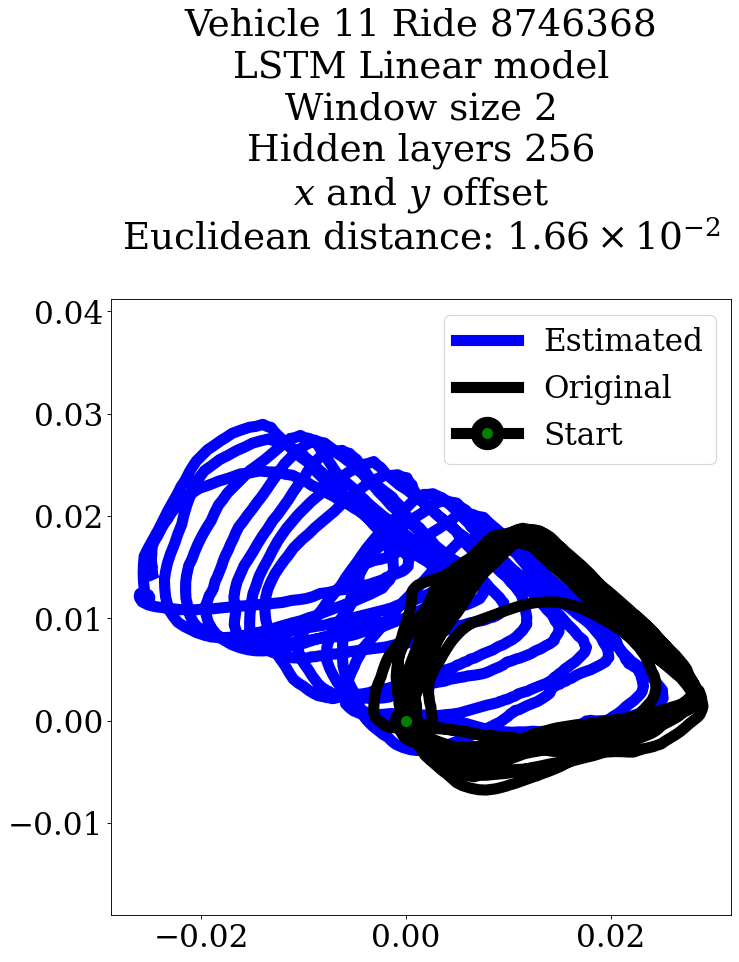 Vehicle 11 Ride 8746368
LSTM Linear model
Window size 2
Hidden layers 256
x and y offset
Euclidean distance: 1.66 × 10⁻²
0.04
0.03
0.02
0.01
0.00
−0.01
Estimated
Original
Start
−0.02 0.00 0.02